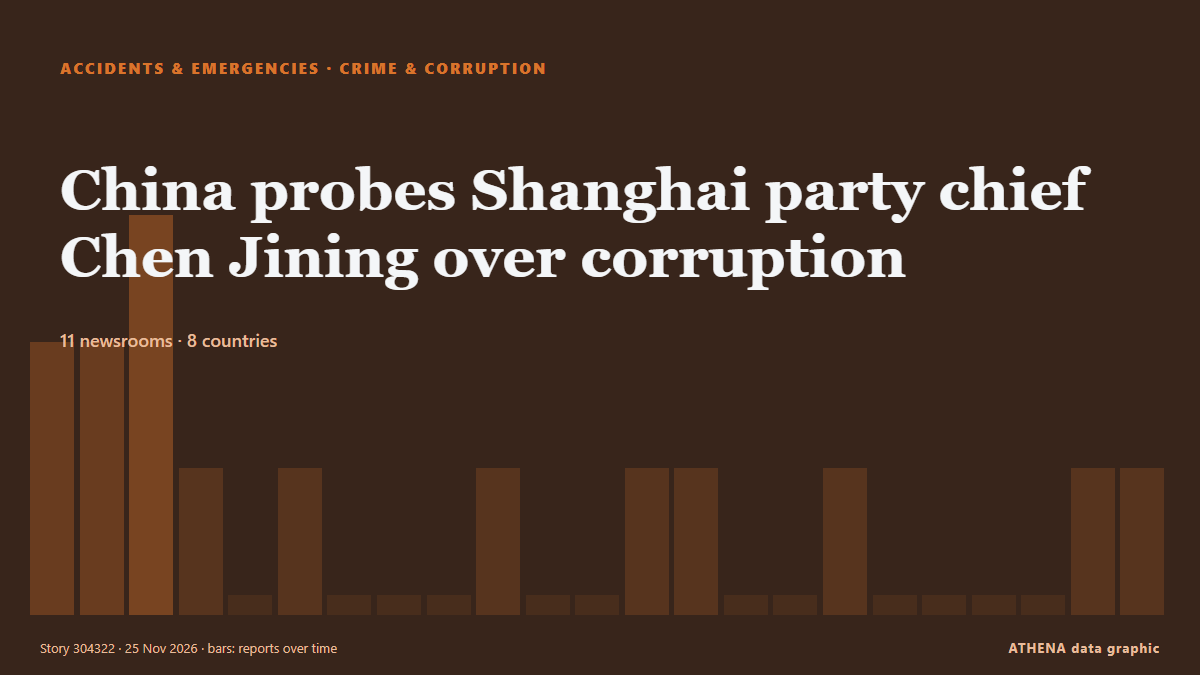 ACCIDENTS & EMERGENCIES · CRIME & CORRUPTION
China probes Shanghai party chief
Chen Jining over corruption
11 newsrooms · 8 countries
Story 304322 · 25 Nov 2026 · bars: reports over time
ATHENA data graphic